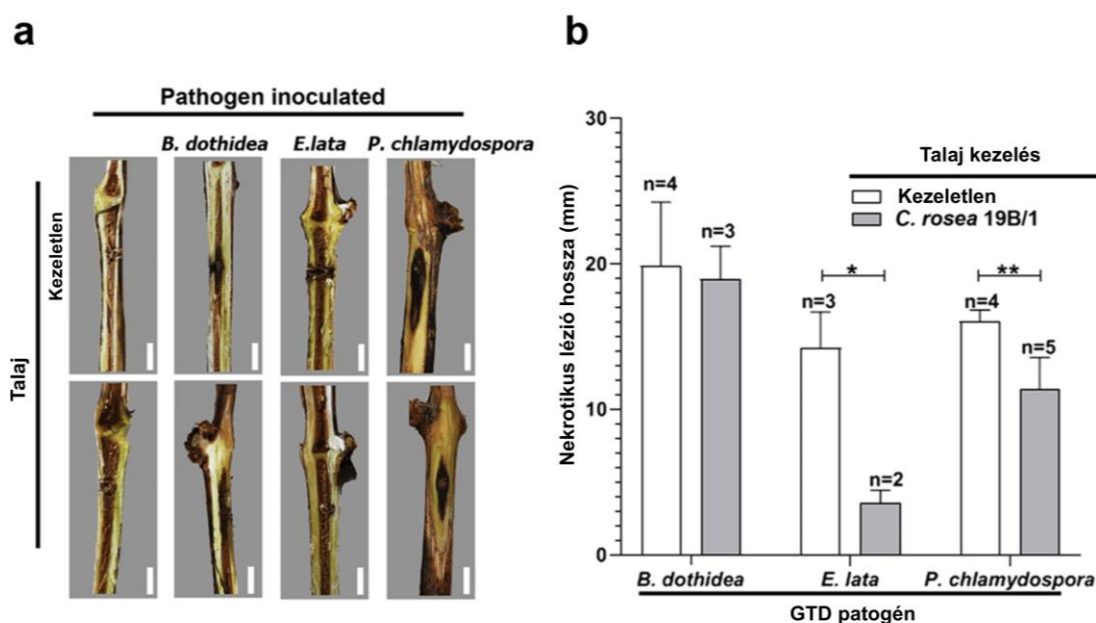 a
Pathogen inoculated
B. dothidea E.lata P. chlamydospora
Talaj
Kezeletlen
b
Nekrotikus lézió hossza (mm)
30
20
10
0
Talaj kezelés
Kezeletlen
C. rosea 19B/1
n=4
n=3
*
n=3
n=2
**
n=4
n=5
B. dothidea E. lata P. chlamydospora
GTD patogén